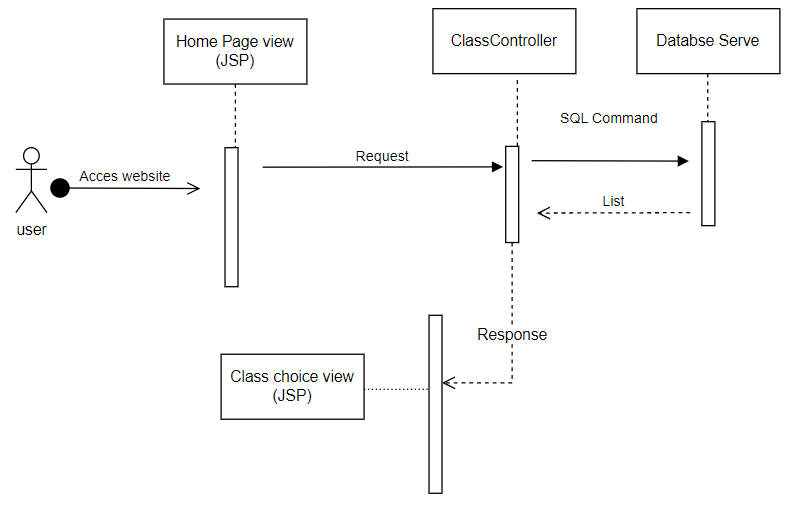 Home Page view
(JSP)
ClassController
Databse Serve
SQL Command
Request
Acces website
List
user
Response
Class choice view
(JSP)